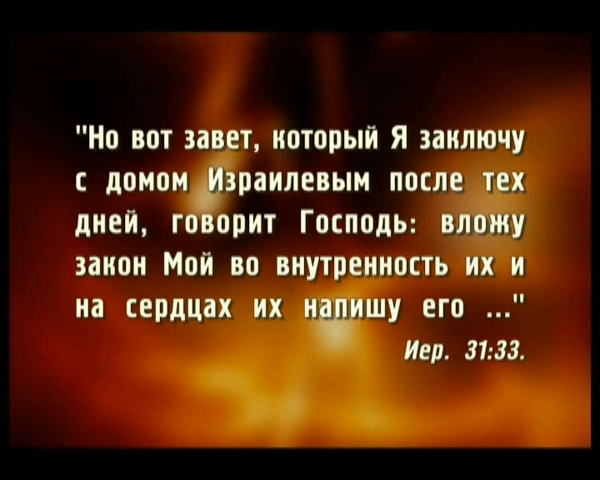 "Но вот завет, который Я заключу
с домом Израилевым после тех
дней, говорит Господь: вложу
закон Мой во внутренность их и
на сердцах их напишу его ..."
Иер. 31:33.